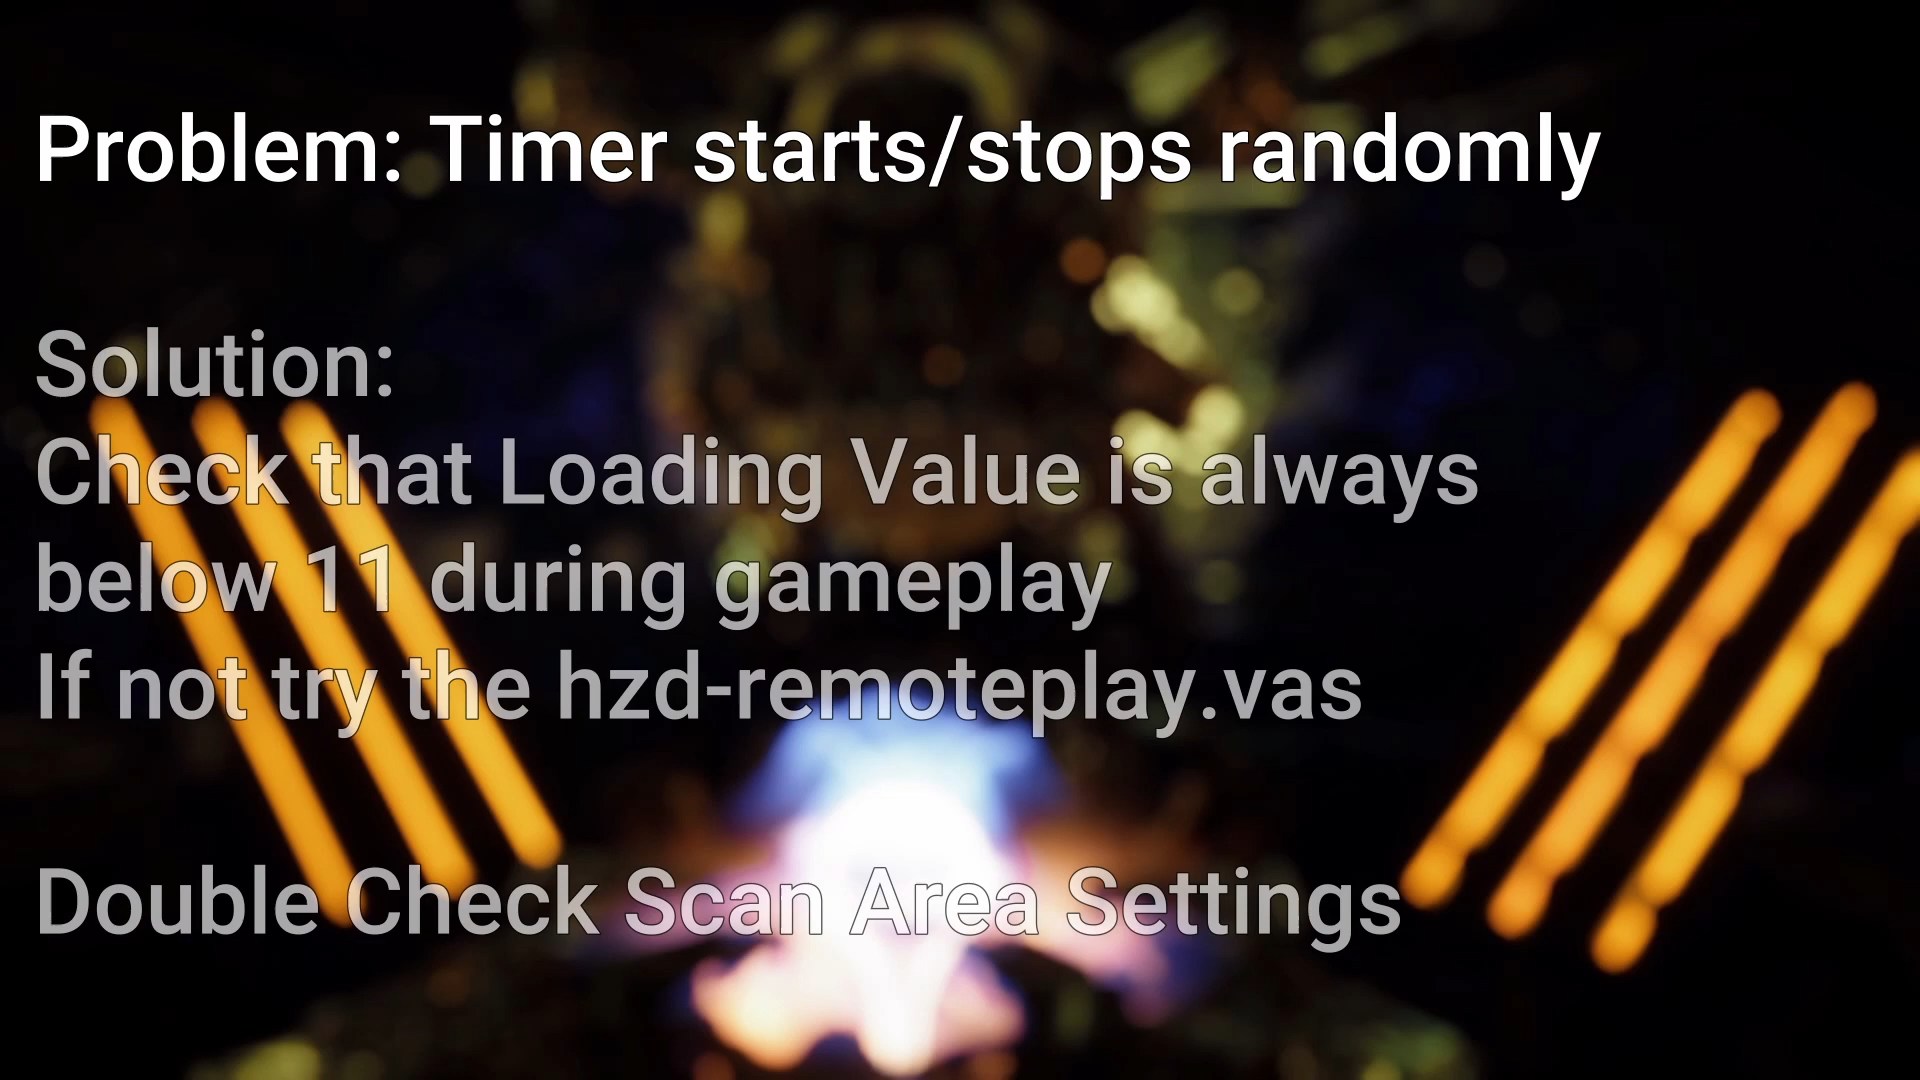 Problem: Timer starts/stops randomly
Solution:
Check that Loading Value is always
below 11 during gameplay
If not try the hzd-remoteplay.vas
Double Check Scan Area Settings